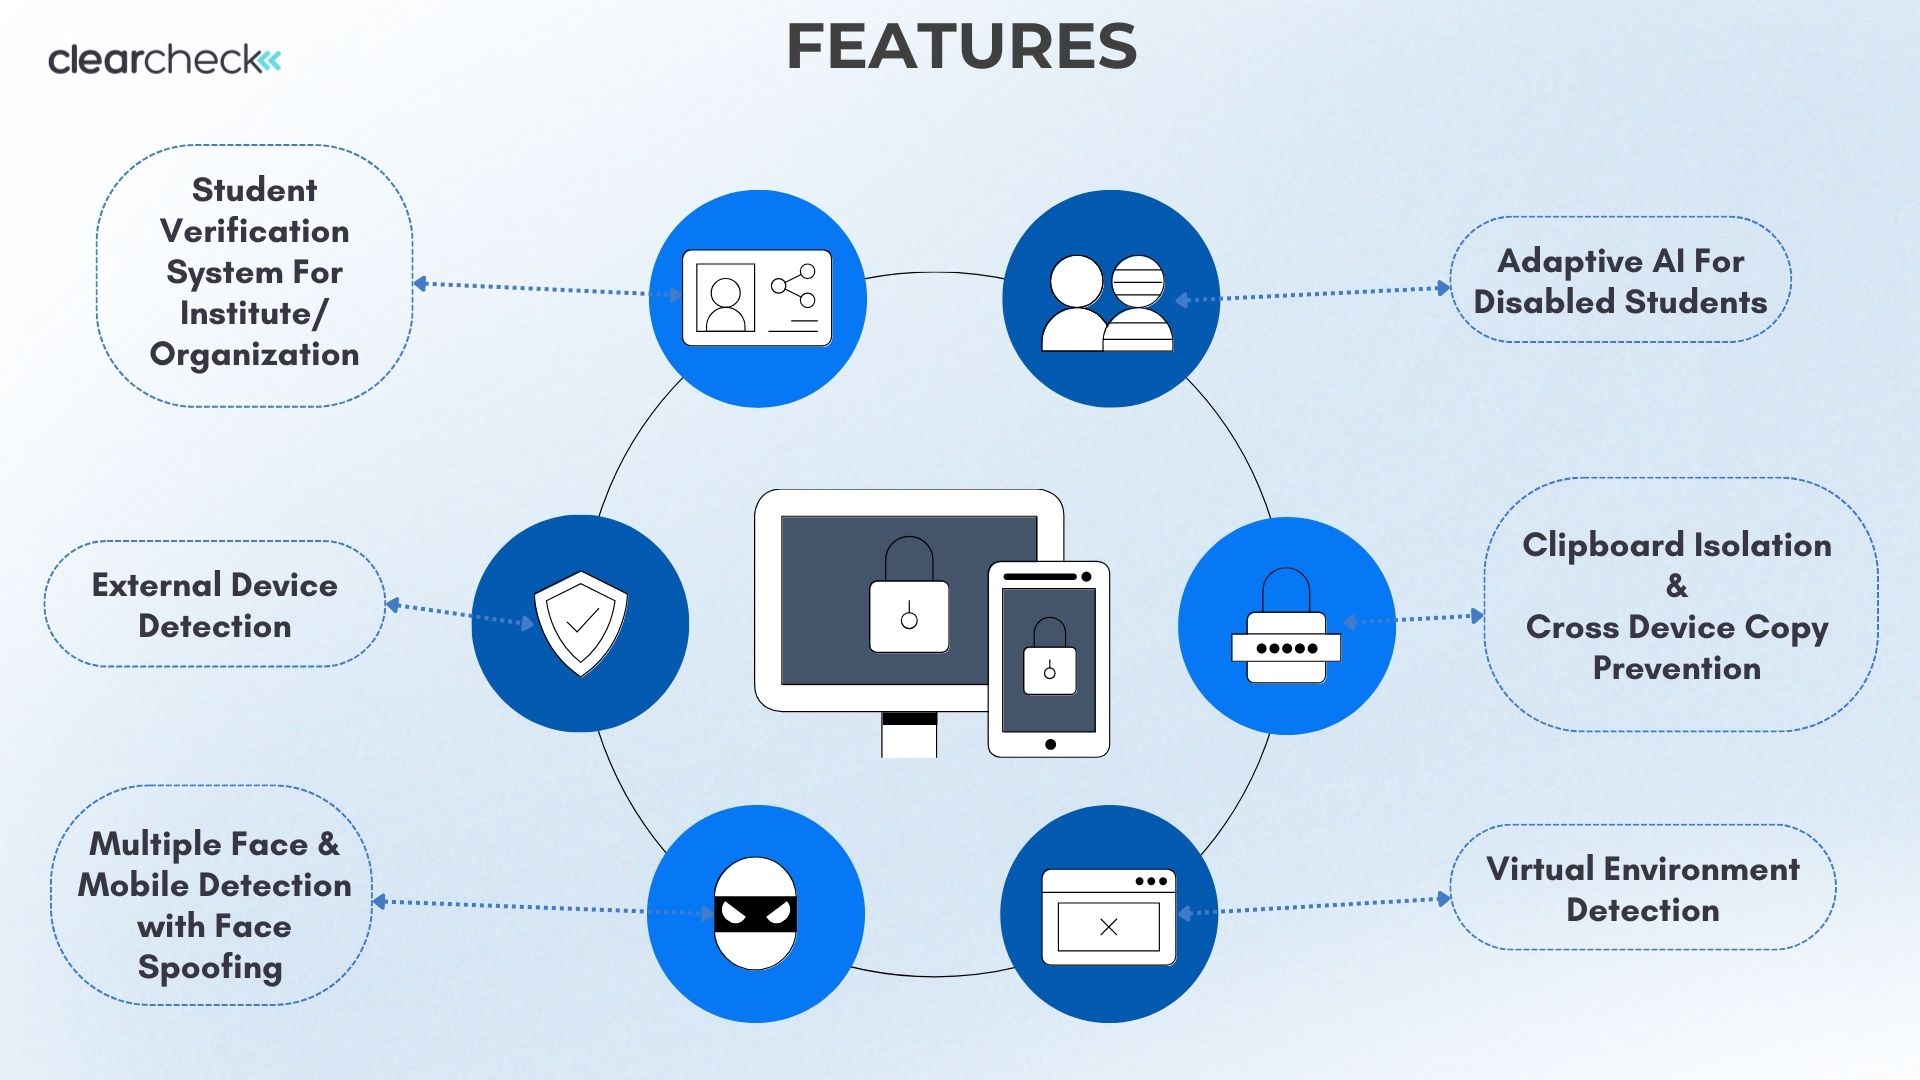 clearcheck
FEATURES
Student
Verification
System For
Institute/
Organization
Adaptive AI For
Disabled Students
External Device
Detection
Clipboard Isolation
&
Cross Device Copy
Prevention
Multiple Face &
Mobile Detection
with Face
Spoofing
Virtual Environment
Detection